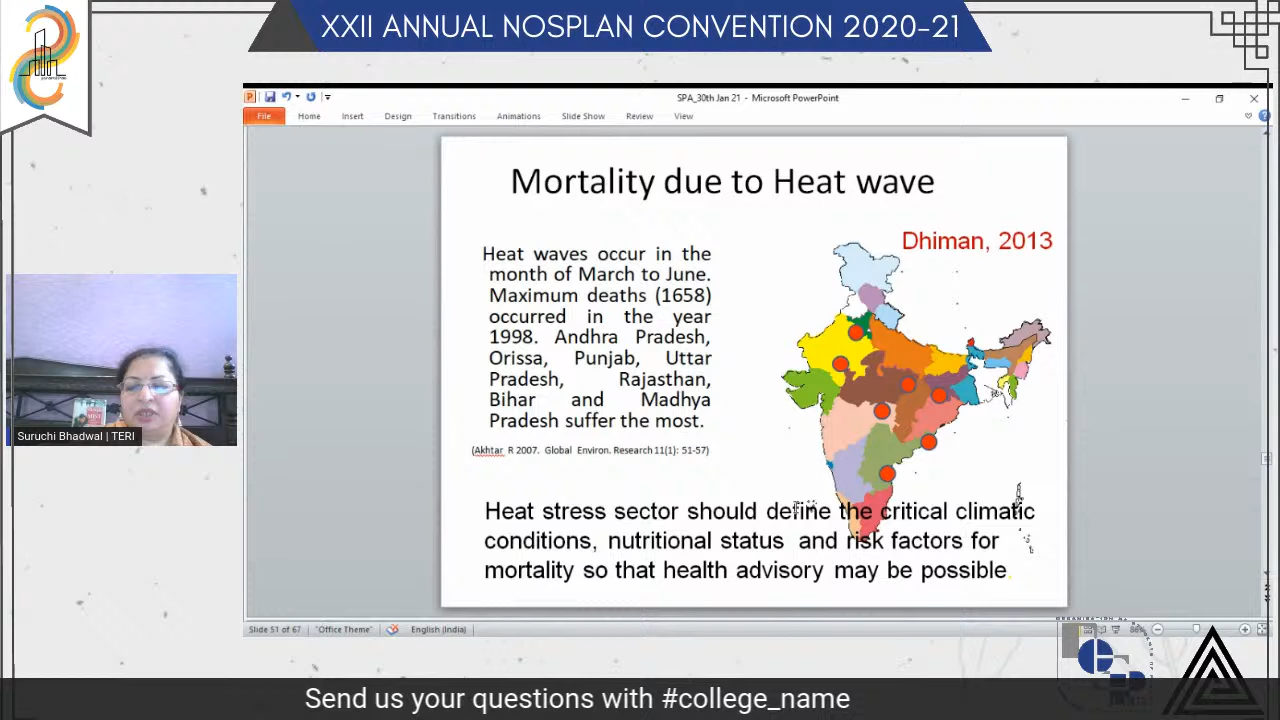 XXII ANNUAL NOSPLAN CONVENTION 2020-21
SPA_30th Jan 21 - Microsoft PowerPoint
File Home Insert Design Transitions Animations Slide Show Review View
Mortality due to Heat wave
Dhiman, 2013
Heat waves occur in the
month of March to June.
Maximum deaths (1658)
occurred in the year
1998. Andhra Pradesh,
Orissa, Punjab, Uttar
Pradesh, Rajasthan,
Bihar and Madhya
Pradesh suffer the most.
(Akhtar R 2007. Global Environ. Research 11(1): 51-57)
Heat stress sector should define the critical climatic
conditions, nutritional status and risk factors for
mortality so that health advisory may be possible.
Suruchi Bhadwal | TERI
Slide 51 of 67 "Office Theme" English (India)
Send us your questions with #college_name